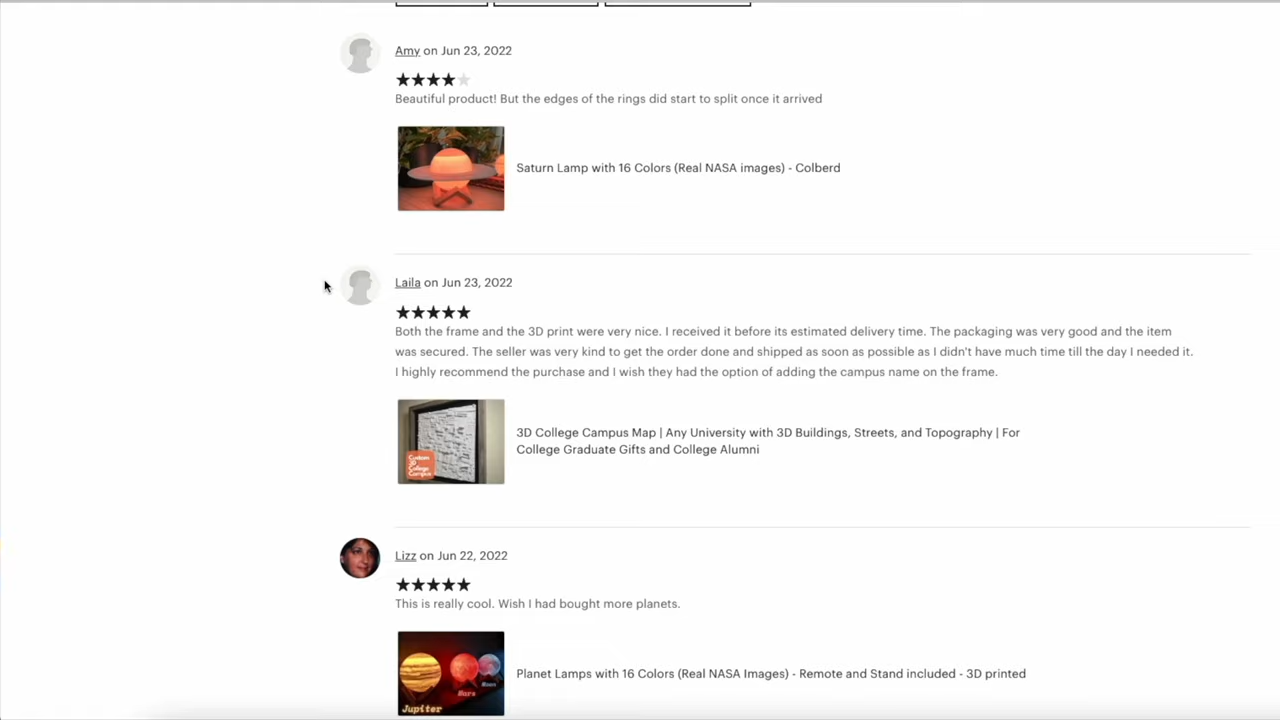 Amy on Jun 23, 2022
Beautiful product! But the edges of the rings did start to split once it arrived
Saturn Lamp with 16 Colors (Real NASA images) - Colberd
Laila on Jun 23, 2022
Both the frame and the 3D print were very nice. I received it before its estimated delivery time. The packaging was very good and the item
was secured. The seller was very kind to get the order done and shipped as soon as possible as I didn't have much time till the day I needed it.
I highly recommend the purchase and I wish they had the option of adding the campus name on the frame.
Custom
3D
College
Campus
3D College Campus Map | Any University with 3D Buildings, Streets, and Topography | For
College Graduate Gifts and College Alumni
Lizz on Jun 22, 2022
This is really cool. Wish I had bought more planets.
Jupiter
Mars
Moon
Planet Lamps with 16 Colors (Real NASA Images) - Remote and Stand included - 3D printed